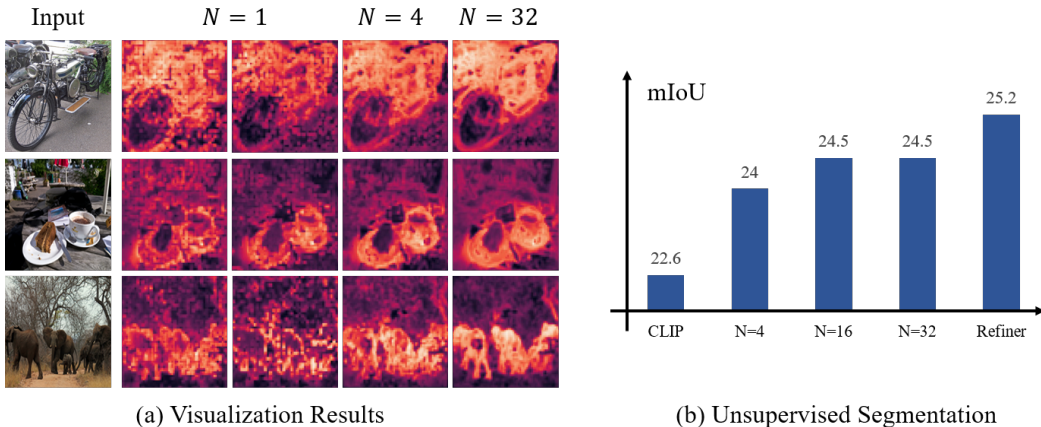 Input
N = 1
N = 4
N = 32
(a) Visualization Results
mIoU
22.6
24
24.5
24.5
25.2
CLIP
N=4
N=16
N=32
Refiner
(b) Unsupervised Segmentation